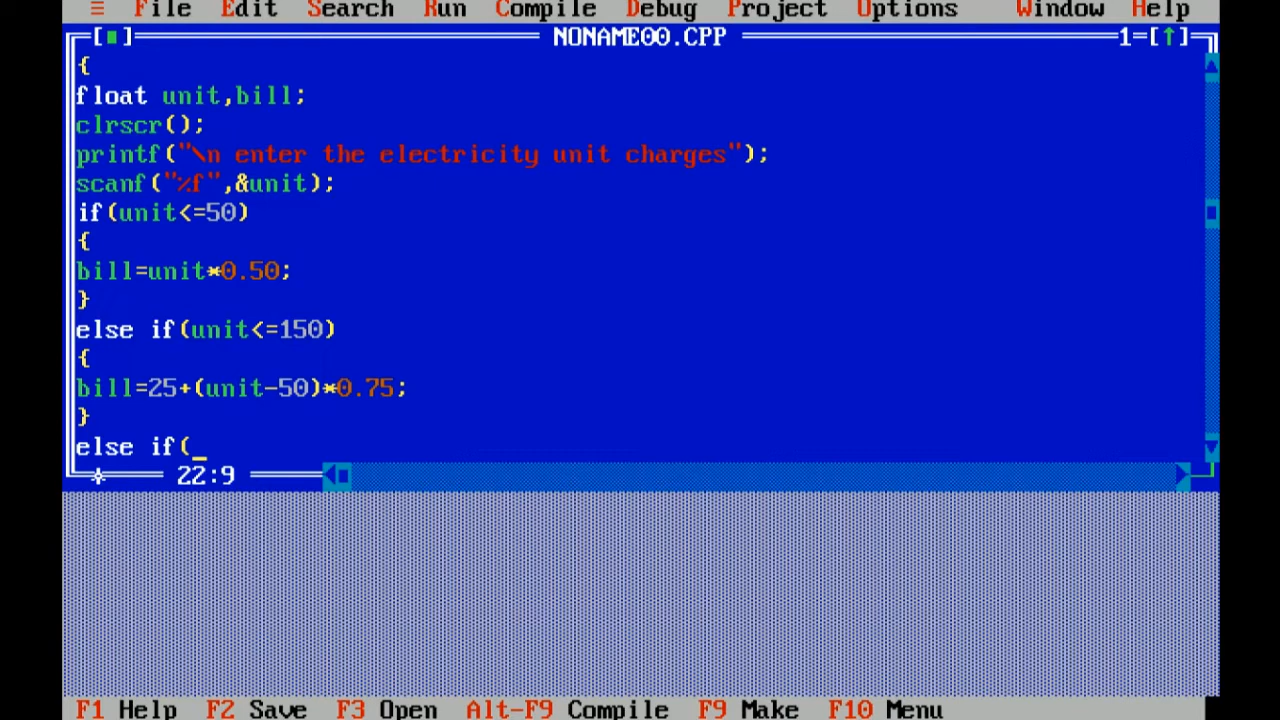 ≡ File Edit Search Run Compile Debug Project Options Window Help
[■] NONAME00.CPP 1=[↑]
{
float unit,bill;
clrscr();
printf("\n enter the electricity unit charges");
scanf("%f",&unit);
if(unit<=50)
{
bill=unit*0.50;
}
else if(unit<=150)
{
bill=25+(unit-50)*0.75;
}
else if(_
22:9
F1 Help F2 Save F3 Open Alt-F9 Compile F9 Make F10 Menu